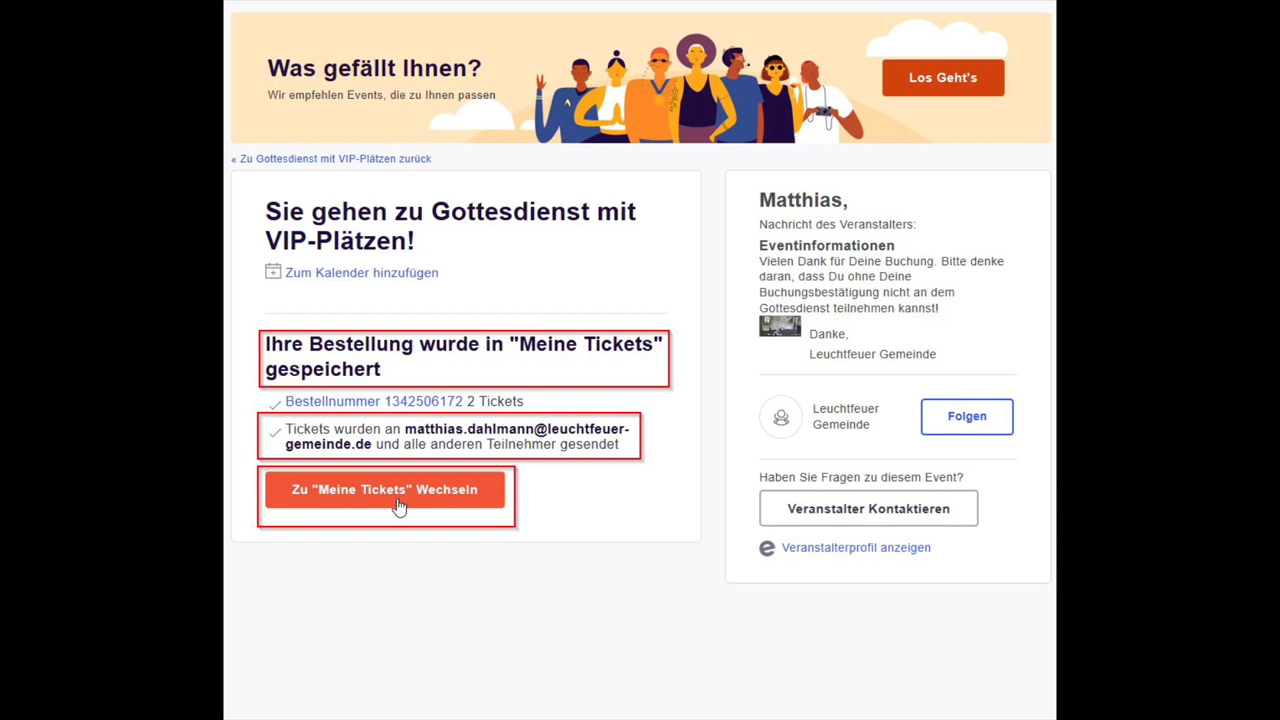 Was gefällt Ihnen?
Wir empfehlen Events, die zu Ihnen passen
Los Geht's
« Zu Gottesdienst mit VIP-Plätzen zurück
Sie gehen zu Gottesdienst mit
VIP-Plätzen!
Zum Kalender hinzufügen
Ihre Bestellung wurde in "Meine Tickets"
gespeichert
Bestellnummer 1342506172 2 Tickets
Tickets wurden an matthias.dahlmann@leuchtfeuer-
gemeinde.de und alle anderen Teilnehmer gesendet
Zu "Meine Tickets" Wechseln
Matthias,
Nachricht des Veranstalters:
Eventinformationen
Vielen Dank für Deine Buchung. Bitte denke
daran, dass Du ohne Deine
Buchungsbestätigung nicht an dem
Gottesdienst teilnehmen kannst!
Danke,
Leuchtfeuer Gemeinde
Leuchtfeuer
Gemeinde
Folgen
Haben Sie Fragen zu diesem Event?
Veranstalter Kontaktieren
Veranstalterprofil anzeigen